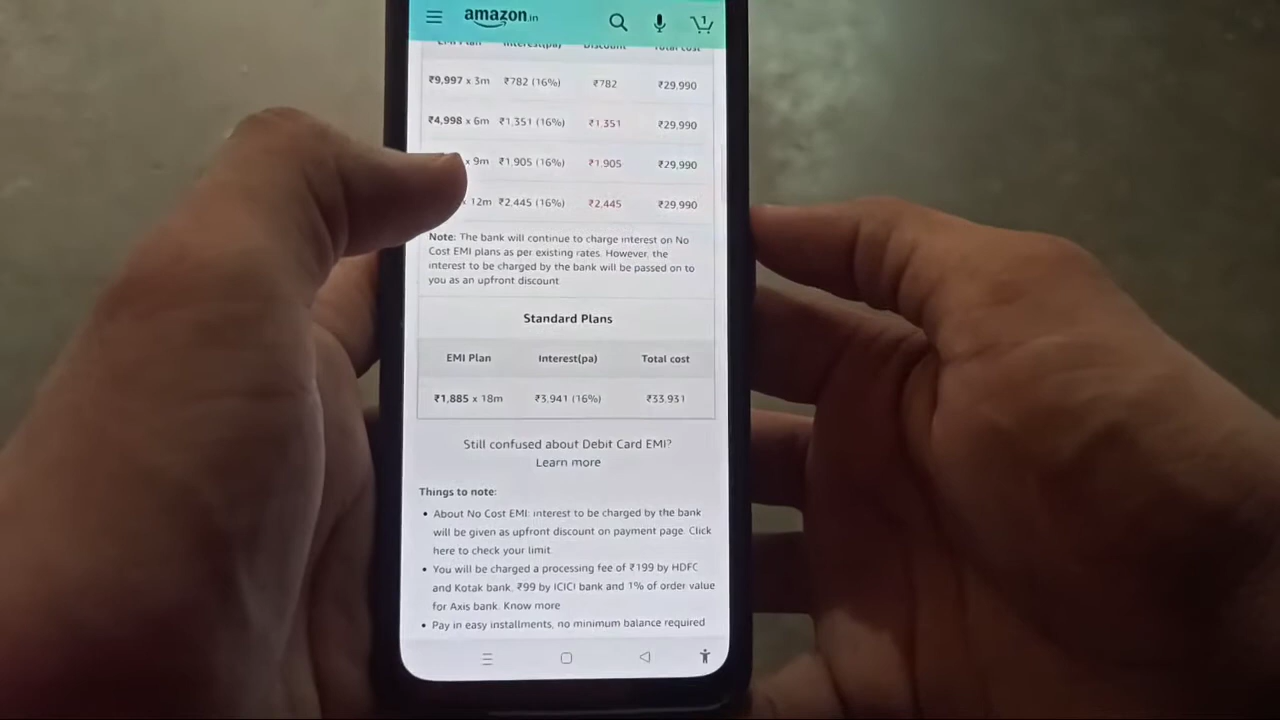 amazon.in
1
EMI Plan Interest(pa) Discount Total cost
₹9,997 x 3m ₹782 (16%) ₹782 ₹29,990
₹4,998 x 6m ₹1,351 (16%) ₹1,351 ₹29,990
x 9m ₹1,905 (16%) ₹1,905 ₹29,990
x 12m ₹2,445 (16%) ₹2,445 ₹29,990
Note: The bank will continue to charge interest on No
Cost EMI plans as per existing rates. However, the
interest to be charged by the bank will be passed on to
you as an upfront discount
Standard Plans
EMI Plan Interest(pa) Total cost
₹1,885 x 18m ₹3,941 (16%) ₹33,931
Still confused about Debit Card EMI?
Learn more
Things to note:
• About No Cost EMI: interest to be charged by the bank
will be given as upfront discount on payment page. Click
here to check your limit
• You will be charged a processing fee of ₹199 by HDFC
and Kotak bank, ₹99 by ICICI bank and 1% of order value
for Axis bank. Know more
• Pay in easy installments, no minimum balance required